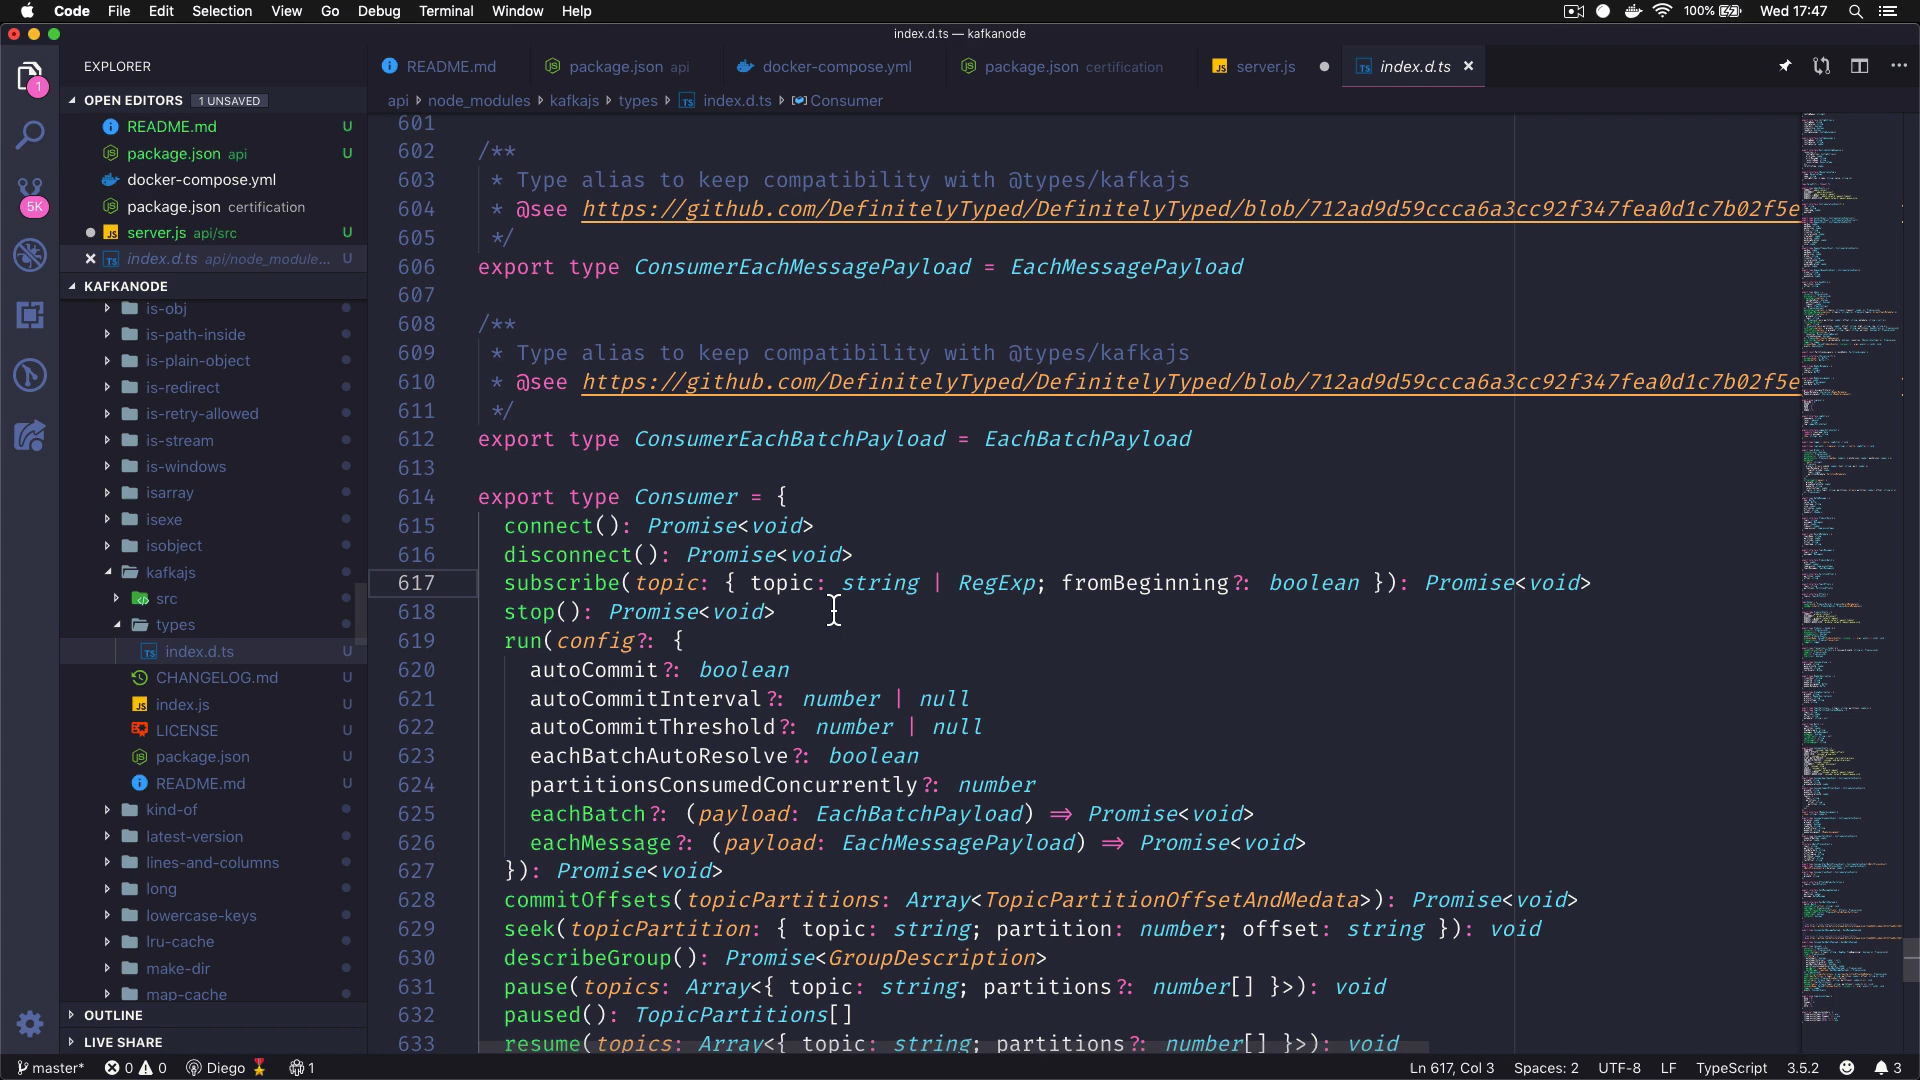 Code File Edit Selection View Go Debug Terminal Window Help 100% Wed 17:47
index.d.ts — kafkanode
EXPLORER
README.md package.json api docker-compose.yml package.json certification server.js index.d.ts
OPEN EDITORS 1 UNSAVED
api node_modules kafkajs types index.d.ts Consumer
README.md U
package.json api U
docker-compose.yml
package.json certification
server.js api/src U
index.d.ts api/node_module... U
KAFKANODE
is-obj
is-path-inside
is-plain-object
is-redirect
is-retry-allowed
is-stream
is-windows
isarray
isexe
isobject
kafkajs
src
types
index.d.ts U
CHANGELOG.md U
index.js U
LICENSE U
package.json U
README.md U
kind-of
latest-version
lines-and-columns
long
lowercase-keys
lru-cache
make-dir
map-cache
OUTLINE
LIVE SHARE
1
5K
601
602 /**
603 * Type alias to keep compatibility with @types/kafkajs
604 * @see https://github.com/DefinitelyTyped/DefinitelyTyped/blob/712ad9d59ccca6a3cc92f347fea0d1c7b02f5e
605 */
606 export type ConsumerEachMessagePayload = EachMessagePayload
607
608 /**
609 * Type alias to keep compatibility with @types/kafkajs
610 * @see https://github.com/DefinitelyTyped/DefinitelyTyped/blob/712ad9d59ccca6a3cc92f347fea0d1c7b02f5e
611 */
612 export type ConsumerEachBatchPayload = EachBatchPayload
613
614 export type Consumer = {
615 connect(): Promise<void>
616 disconnect(): Promise<void>
617 subscribe(topic: { topic: string | RegExp; fromBeginning?: boolean }): Promise<void>
618 stop(): Promise<void>
619 run(config?: {
620 autoCommit?: boolean
621 autoCommitInterval?: number | null
622 autoCommitThreshold?: number | null
623 eachBatchAutoResolve?: boolean
624 partitionsConsumedConcurrently?: number
625 eachBatch?: (payload: EachBatchPayload) => Promise<void>
626 eachMessage?: (payload: EachMessagePayload) => Promise<void>
627 }): Promise<void>
628 commitOffsets(topicPartitions: Array<TopicPartitionOffsetAndMedata>): Promise<void>
629 seek(topicPartition: { topic: string; partition: number; offset: string }): void
630 describeGroup(): Promise<GroupDescription>
631 pause(topics: Array<{ topic: string; partitions?: number[] }>): void
632 paused(): TopicPartitions[]
633 resume(topics: Array<{ topic: string; partitions?: number[] }>): void
master* 0 0 Diego 1 Ln 617, Col 3 Spaces: 2 UTF-8 LF TypeScript 3.5.2 3